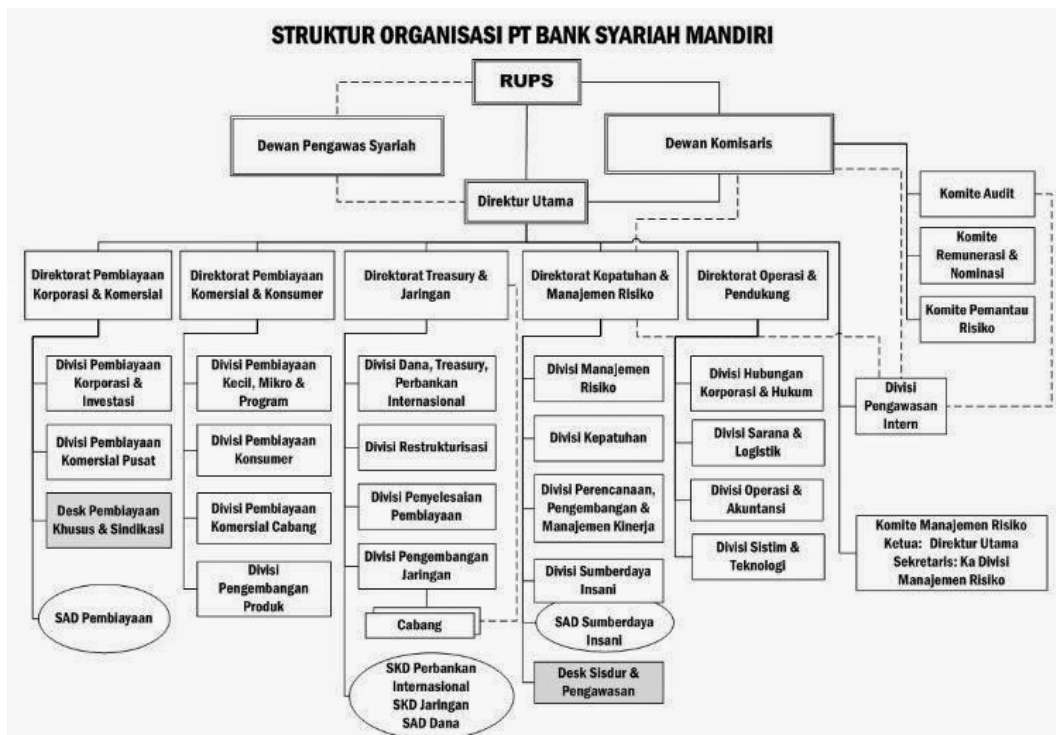 STRUKTUR ORGANISASI PT BANK SYARIAH MANDIRI
RUPS
Dewan Pengawas Syariah
Dewan Komisaris
Direktur Utama
Komite Audit
Komite
Remunerasi &
Nominasi
Komite Pemantau
Risiko
Direktorat Pembiayaan
Korporasi & Komersial
Direktorat Pembiayaan
Komersial & Konsumer
Direktorat Treasury &
Jaringan
Direktorat Kepatuhan &
Manajemen Risiko
Direktorat Operasi &
Pendukung
Divisi Pembiayaan
Korporasi &
Investasi
Divisi Pembiayaan
Komersial Pusat
Desk Pembiayaan
Khusus & Sindikasi
SAD Pembiayaan
Divisi Pembiayaan
Kecil, Mikro &
Program
Divisi Pembiayaan
Konsumer
Divisi Pembiayaan
Komersial Cabang
Divisi
Pengembangan
Produk
Divisi Dana, Treasury,
Perbankan
Internasional
Divisi Restrukturisasi
Divisi Penyelesaian
Pembiayaan
Divisi Pengembangan
Jaringan
Cabang
SKD Perbankan
Internasional
SKD Jaringan
SAD Dana
Divisi Manajemen
Risiko
Divisi Kepatuhan
Divisi Perencanaan,
Pengembangan &
Manajemen Kinerja
Divisi Sumberdaya
Insani
SAD Sumberdaya
Insani
Desk Sisdur &
Pengawasan
Divisi Hubungan
Korporasi & Hukum
Divisi Sarana &
Logistik
Divisi Operasi &
Akuntansi
Divisi Sistim &
Teknologi
Divisi
Pengawasan
Intern
Komite Manajemen Risiko
Ketua: Direktur Utama
Sekretaris: Ka Divisi
Manajemen Risiko